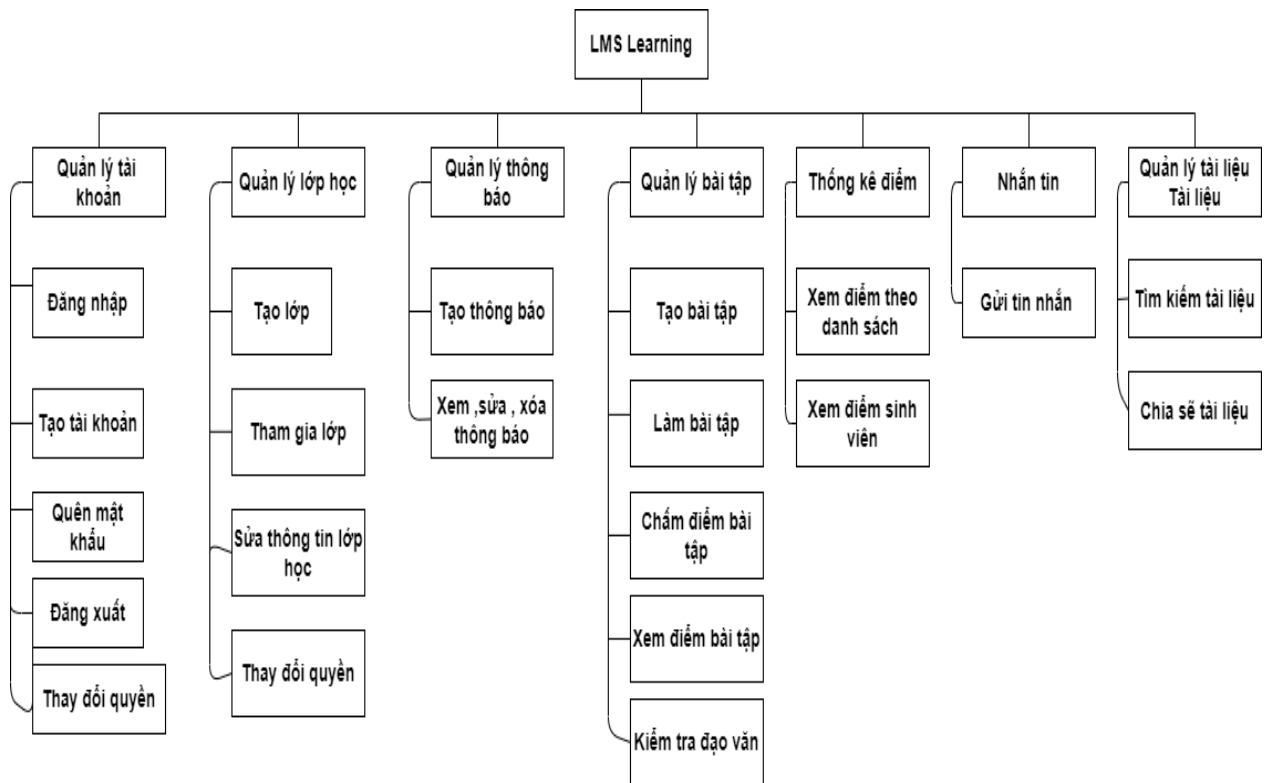 LMS Learning
Quản lý tài
khoản
Đăng nhập
Tạo tài khoản
Quên mật
khẩu
Đăng xuất
Thay đổi quyền
Quản lý lớp học
Tạo lớp
Tham gia lớp
Sửa thông tin lớp
học
Thay đổi quyền
Quản lý thông
báo
Tạo thông báo
Xem ,sửa , xóa
thông báo
Quản lý bài tập
Tạo bài tập
Làm bài tập
Chấm điểm bài
tập
Xem điểm bài tập
Kiểm tra đạo văn
Thống kê điểm
Xem điểm theo
danh sách
Xem điểm sinh
viên
Nhắn tin
Gửi tin nhắn
Quản lý tài liệu
Tài liệu
Tìm kiếm tài liệu
Chia sẽ tài liệu